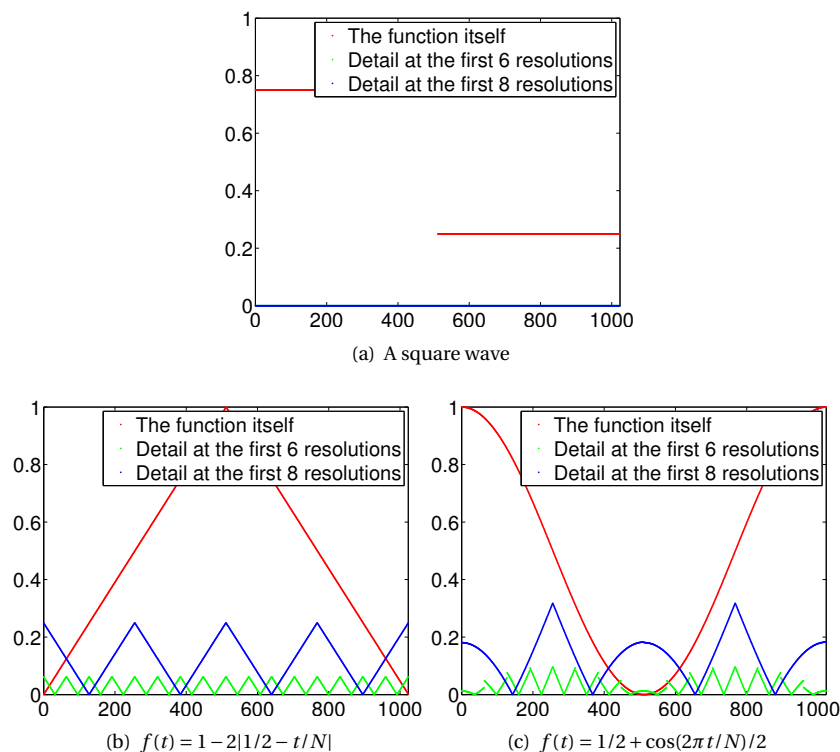 1
0.8
0.6
0.4
0.2
0
0 200 400 600 800 1000
The function itself
Detail at the first 6 resolutions
Detail at the first 8 resolutions
(a) A square wave
1
0.8
0.6
0.4
0.2
0
0 200 400 600 800 1000
The function itself
Detail at the first 6 resolutions
Detail at the first 8 resolutions
(b) f(t) = 1 − 2|1/2 − t/N|
1
0.8
0.6
0.4
0.2
0
0 200 400 600 800 1000
The function itself
Detail at the first 6 resolutions
Detail at the first 8 resolutions
(c) f(t) = 1/2 + cos(2πt/N)/2